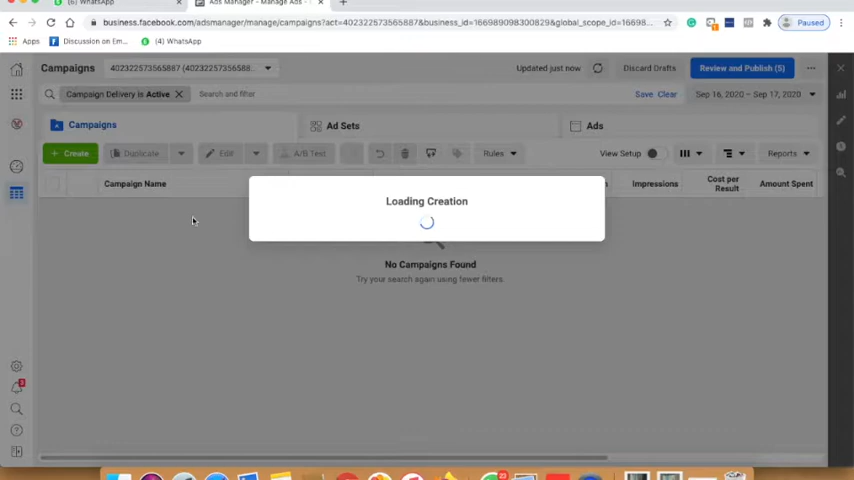 WhatsApp
Ads Manager - Manage Ads -
business.facebook.com/adsmanager/manage/campaigns?act=402322573565887&business_id=166989098300829&global_scope_id=16698...
Paused
Apps
Discussion on Em...
(4) WhatsApp
Campaigns
402322573565887 (40232257356588...
Updated just now
Discard Drafts
Review and Publish (5)
Campaign Delivery is Active
Search and filter
Save Clear
Sep 16, 2020 – Sep 17, 2020
Campaigns
Ad Sets
Ads
+ Create
Duplicate
Edit
A/B Test
Rules
View Setup
Reports
Campaign Name
Impressions
Cost per
Result
Amount Spent
Loading Creation
No Campaigns Found
Try your search again using fewer filters.